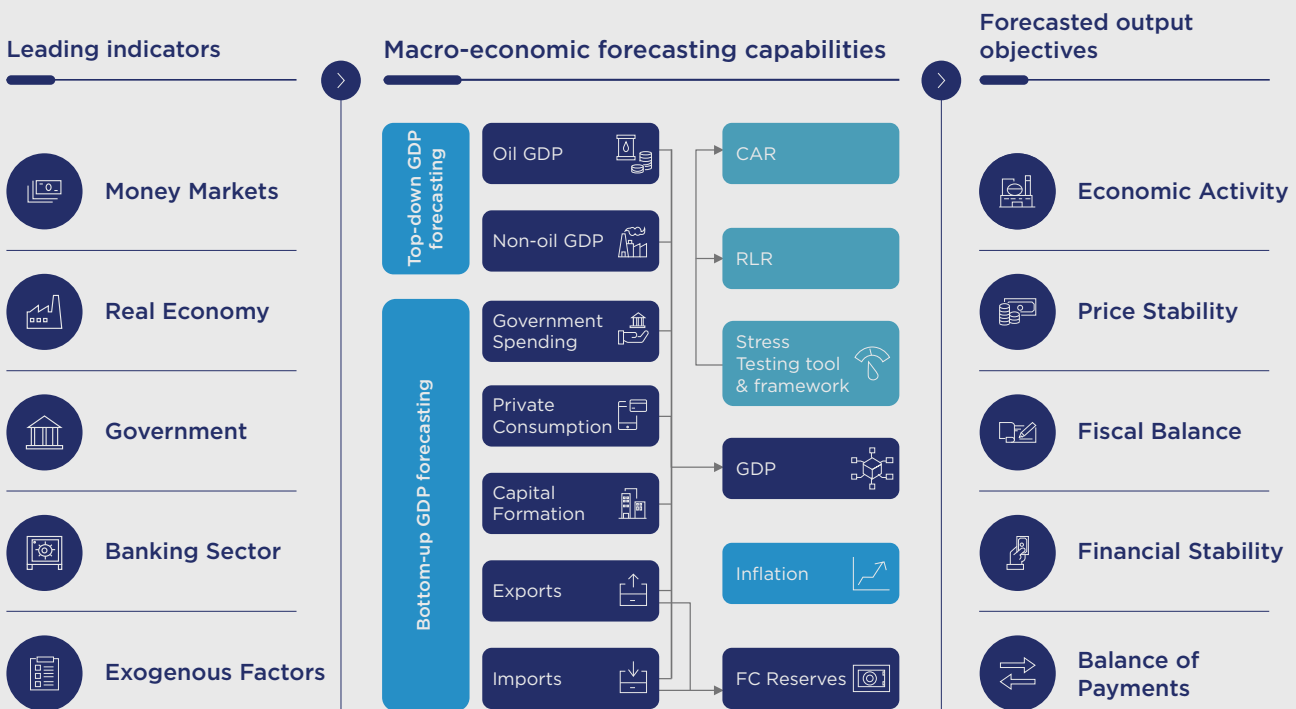 Leading indicators
Money Markets
Real Economy
Government
Banking Sector
Exogenous Factors
Macro-economic forecasting capabilities
Top-down GDP
forecasting
Bottom-up GDP forecasting
Oil GDP
Non-oil GDP
Government
Spending
Private
Consumption
Capital
Formation
Exports
Imports
CAR
RLR
Stress
Testing tool
& framework
GDP
Inflation
FC Reserves
Forecasted output
objectives
Economic Activity
Price Stability
Fiscal Balance
Financial Stability
Balance of
Payments